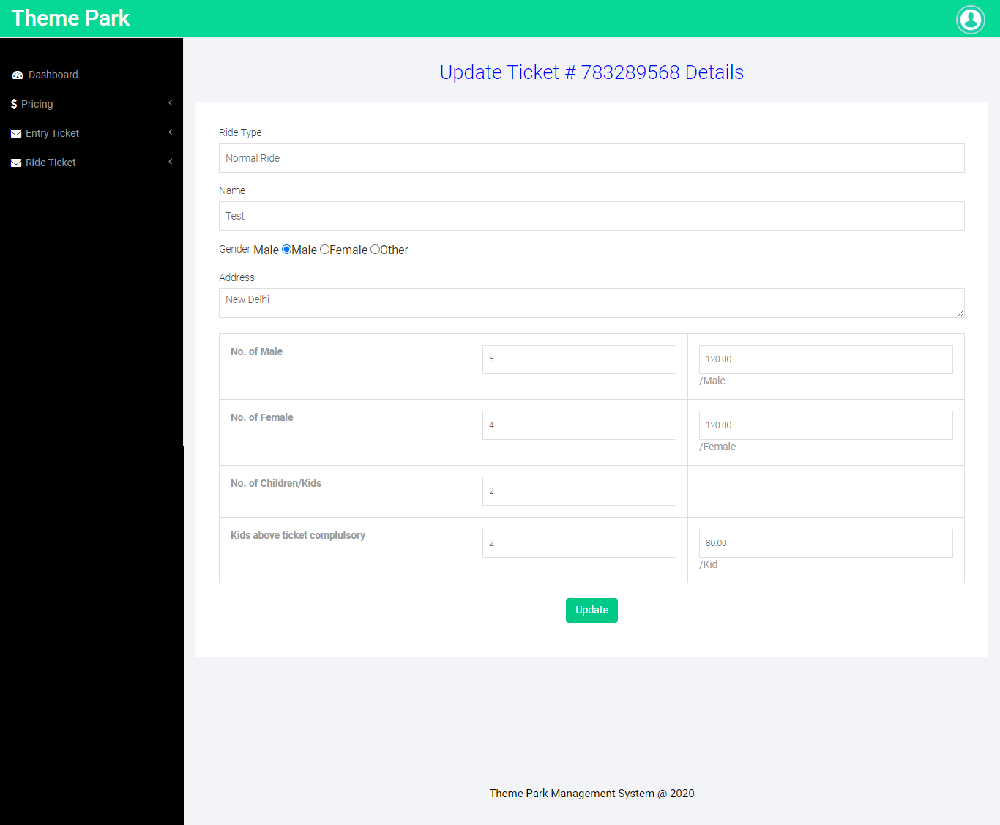 Theme Park
Dashboard
Pricing
Entry Ticket
Ride Ticket
Update Ticket # 783289568 Details
Ride Type
Normal Ride
Name
Test
Gender Male Male Female Other
Address
New Delhi
No. of Male 5 120.00
/Male
No. of Female 4 120.00
/Female
No. of Children/Kids 2
Kids above ticket complulsory 2 80.00
/Kid
Update
Theme Park Management System @ 2020